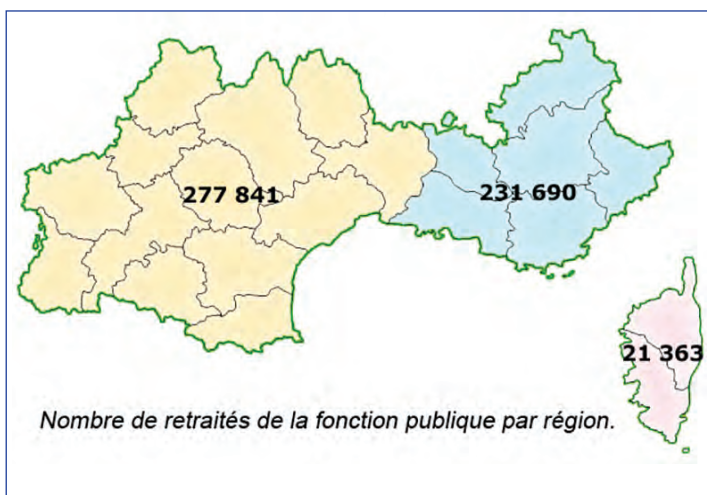 277 841
231 690
21 363
Nombre de retraités de la fonction publique par région.